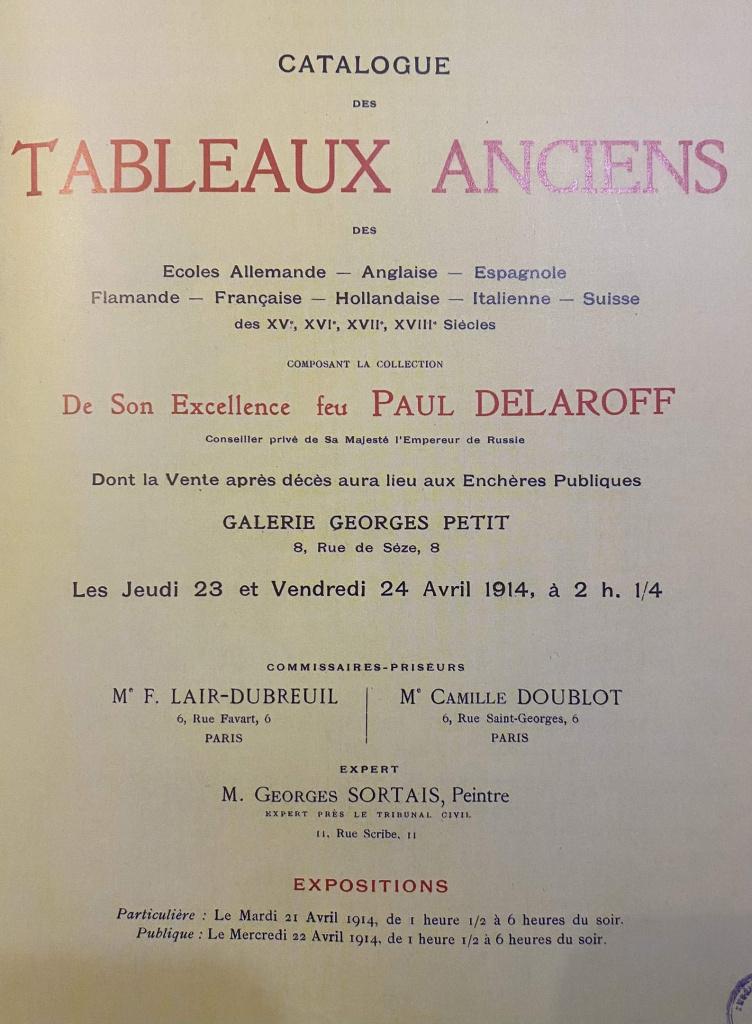 CATALOGUE
DES
TABLEAUX ANCIENS
DES
Ecoles Allemande — Anglaise — Espagnole
Flamande — Française — Hollandaise — Italienne — Suisse
des XVᵉ, XVIᵉ, XVIIᵉ, XVIIIᵉ Siècles
COMPOSANT LA COLLECTION
De Son Excellence feu PAUL DELAROFF
Conseiller privé de Sa Majesté l'Empereur de Russie
Dont la Vente après décès aura lieu aux Enchères Publiques
GALERIE GEORGES PETIT
8, Rue de Sèze, 8
Les Jeudi 23 et Vendredi 24 Avril 1914, à 2 h. 1/4
COMMISSAIRES-PRISEURS
Mᵉ F. LAIR-DUBREUIL
6, Rue Favart, 6
PARIS
Mᵉ CAMILLE DOUBLOT
6, Rue Saint-Georges, 6
PARIS
EXPERT
M. GEORGES SORTAIS, Peintre
EXPERT PRÈS LE TRIBUNAL CIVIL
11, Rue Scribe, 11
EXPOSITIONS
Particulière : Le Mardi 21 Avril 1914, de 1 heure 1/2 à 6 heures du soir.
Publique : Le Mercredi 22 Avril 1914, de 1 heure 1/2 à 6 heures du soir.